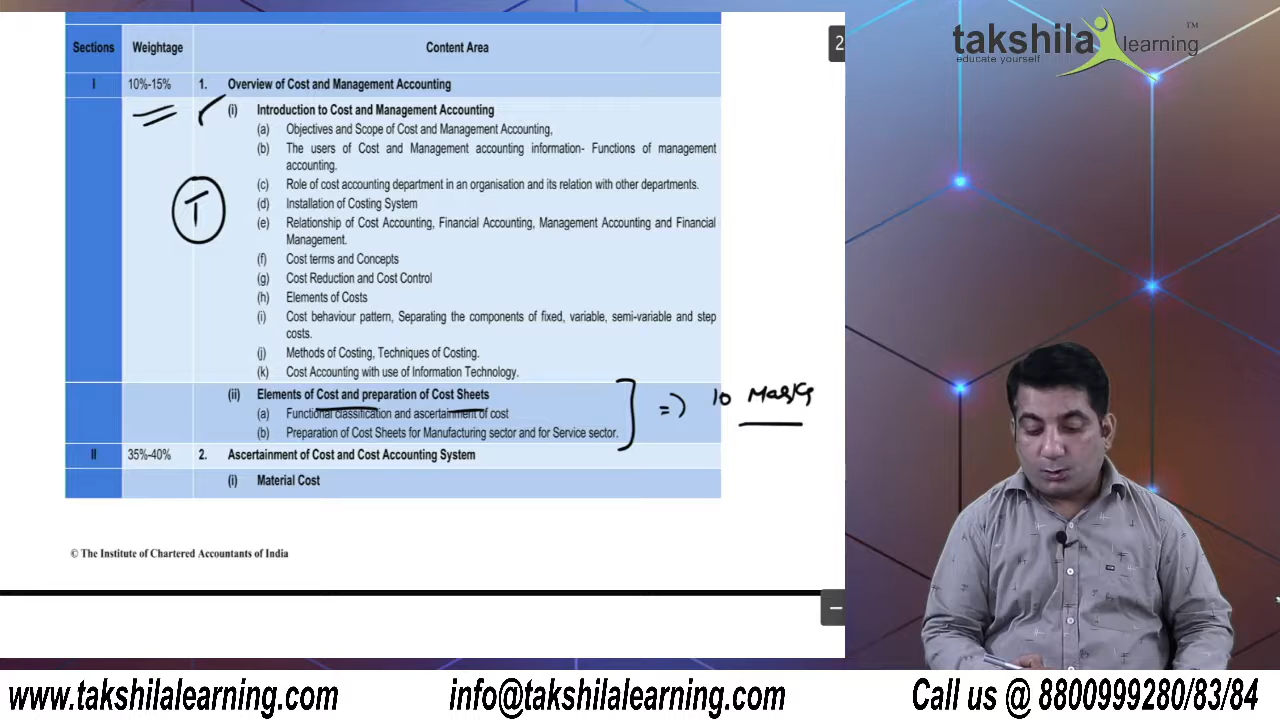 Sections Weightage Content Area
I 10%-15% 1. Overview of Cost and Management Accounting
(i) Introduction to Cost and Management Accounting
(a) Objectives and Scope of Cost and Management Accounting,
(b) The users of Cost and Management accounting information- Functions of management
accounting.
(c) Role of cost accounting department in an organisation and its relation with other departments.
(d) Installation of Costing System
(e) Relationship of Cost Accounting, Financial Accounting, Management Accounting and Financial
Management.
(f) Cost terms and Concepts
(g) Cost Reduction and Cost Control
(h) Elements of Costs
(i) Cost behaviour pattern, Separating the components of fixed, variable, semi-variable and step
costs.
(j) Methods of Costing, Techniques of Costing.
(k) Cost Accounting with use of Information Technology.
T
(ii) Elements of Cost and preparation of Cost Sheets
(a) Functional classification and ascertainment of cost
(b) Preparation of Cost Sheets for Manufacturing sector and for Service sector.
=> 10 Marks
II 35%-40% 2. Ascertainment of Cost and Cost Accounting System
(i) Material Cost
© The Institute of Chartered Accountants of India
2
takshila learning ™
educate yourself
www.takshilalearning.com info@takshilalearning.com Call us @ 8800999280/83/84